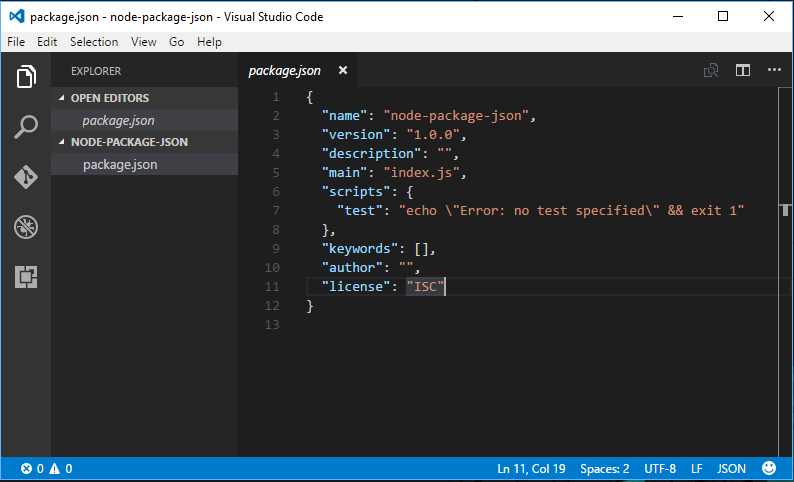 package.json - node-package-json - Visual Studio Code
File Edit Selection View Go Help
EXPLORER
OPEN EDITORS
package.json
NODE-PACKAGE-JSON
package.json
package.json
1 {
2   "name": "node-package-json",
3   "version": "1.0.0",
4   "description": "",
5   "main": "index.js",
6   "scripts": {
7     "test": "echo \"Error: no test specified\" && exit 1"
8   },
9   "keywords": [],
10   "author": "",
11   "license": "ISC"
12 }
13
0 0 Ln 11, Col 19 Spaces: 2 UTF-8 LF JSON